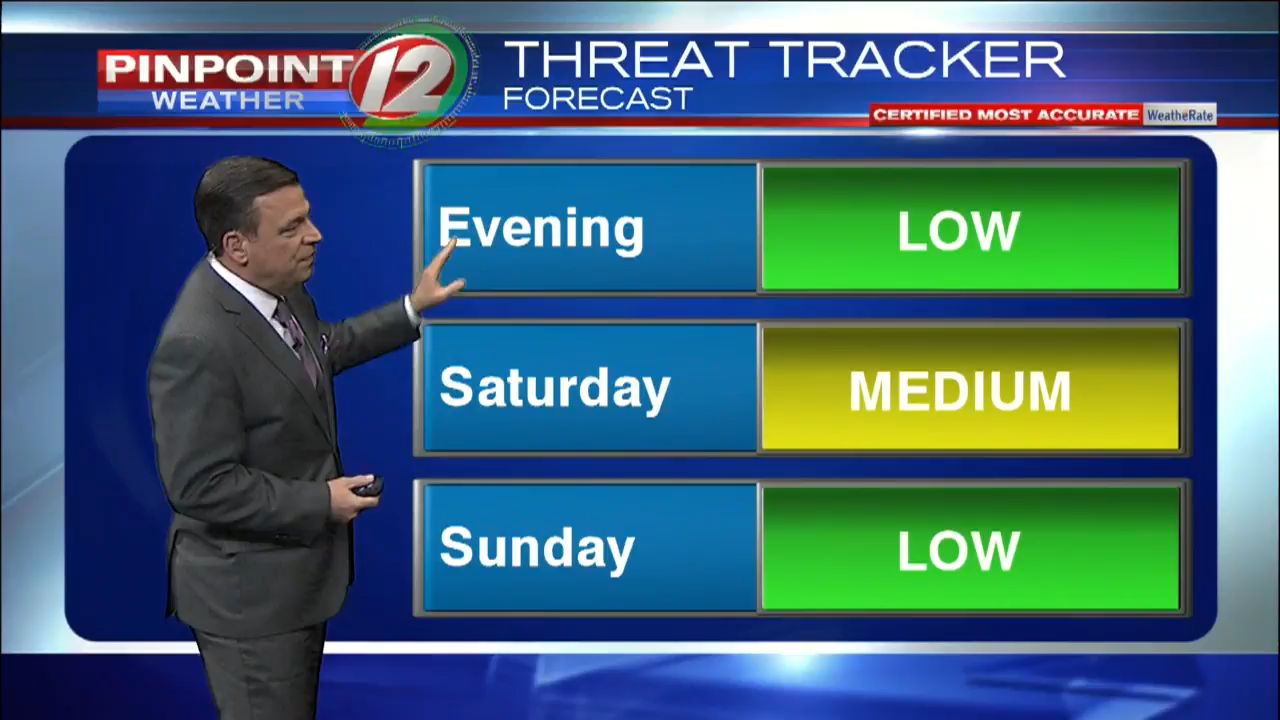 PINPOINT 12
WEATHER
THREAT TRACKER
FORECAST
CERTIFIED MOST ACCURATE WeatheRate
Evening LOW
Saturday MEDIUM
Sunday LOW